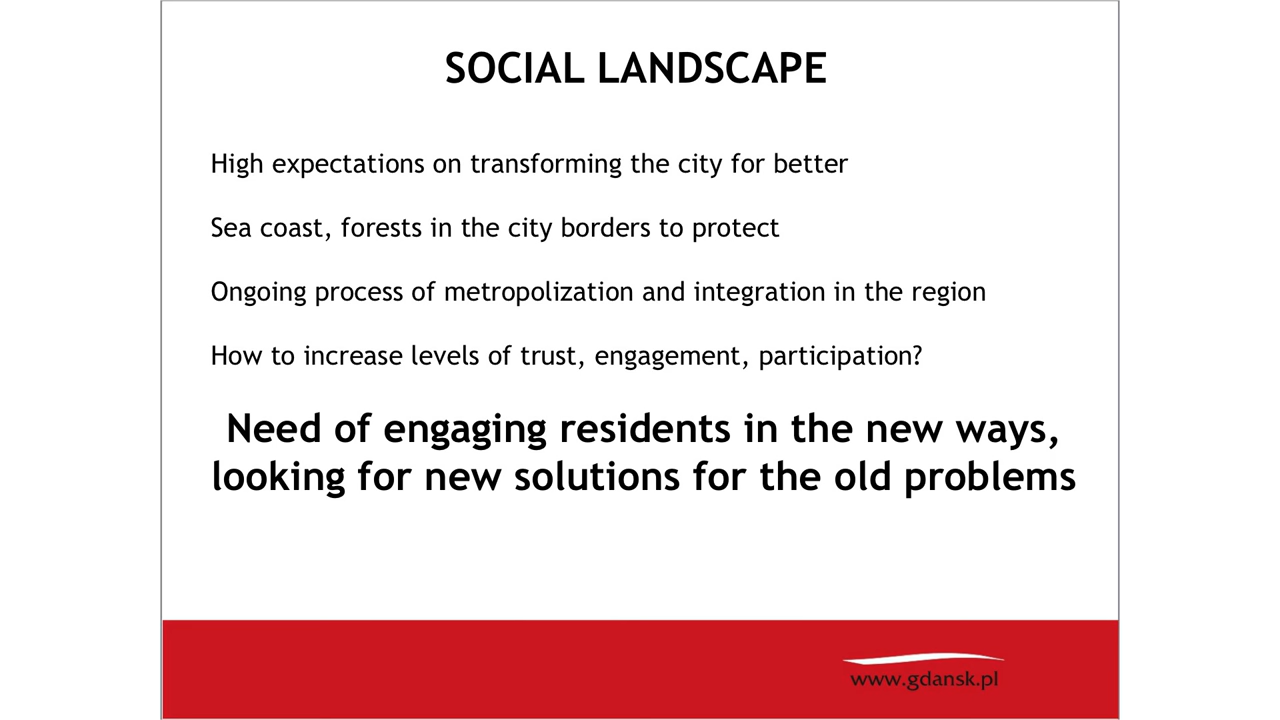 SOCIAL LANDSCAPE
High expectations on transforming the city for better
Sea coast, forests in the city borders to protect
Ongoing process of metropolization and integration in the region
How to increase levels of trust, engagement, participation?
Need of engaging residents in the new ways,
looking for new solutions for the old problems
www.gdansk.pl